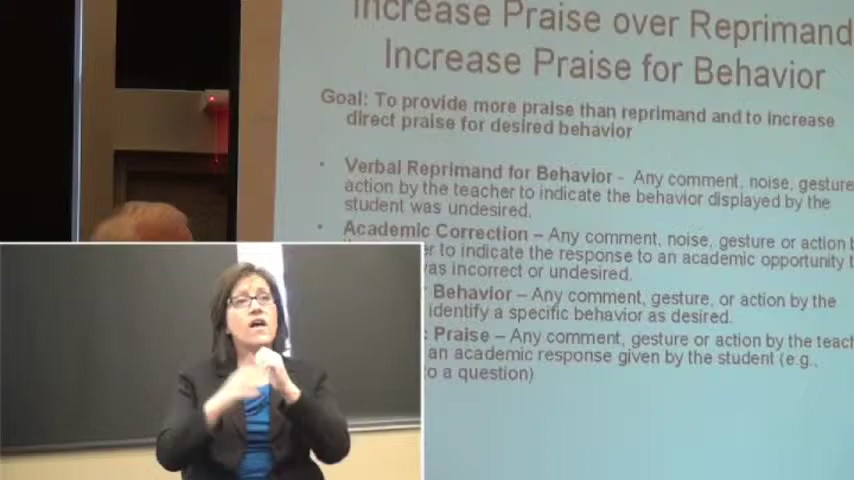 Increase Praise over Reprimand
Increase Praise for Behavior
Goal: To provide more praise than reprimand and to increase
direct praise for desired behavior
• Verbal Reprimand for Behavior - Any comment, noise, gesture
action by the teacher to indicate the behavior displayed by the
student was undesired.
• Academic Correction – Any comment, noise, gesture or action
er to indicate the response to an academic opportunity
as incorrect or undesired.
Behavior – Any comment, gesture, or action by the
identify a specific behavior as desired.
Praise – Any comment, gesture or action by the
an academic response given by the student (e.g.,
to a question)